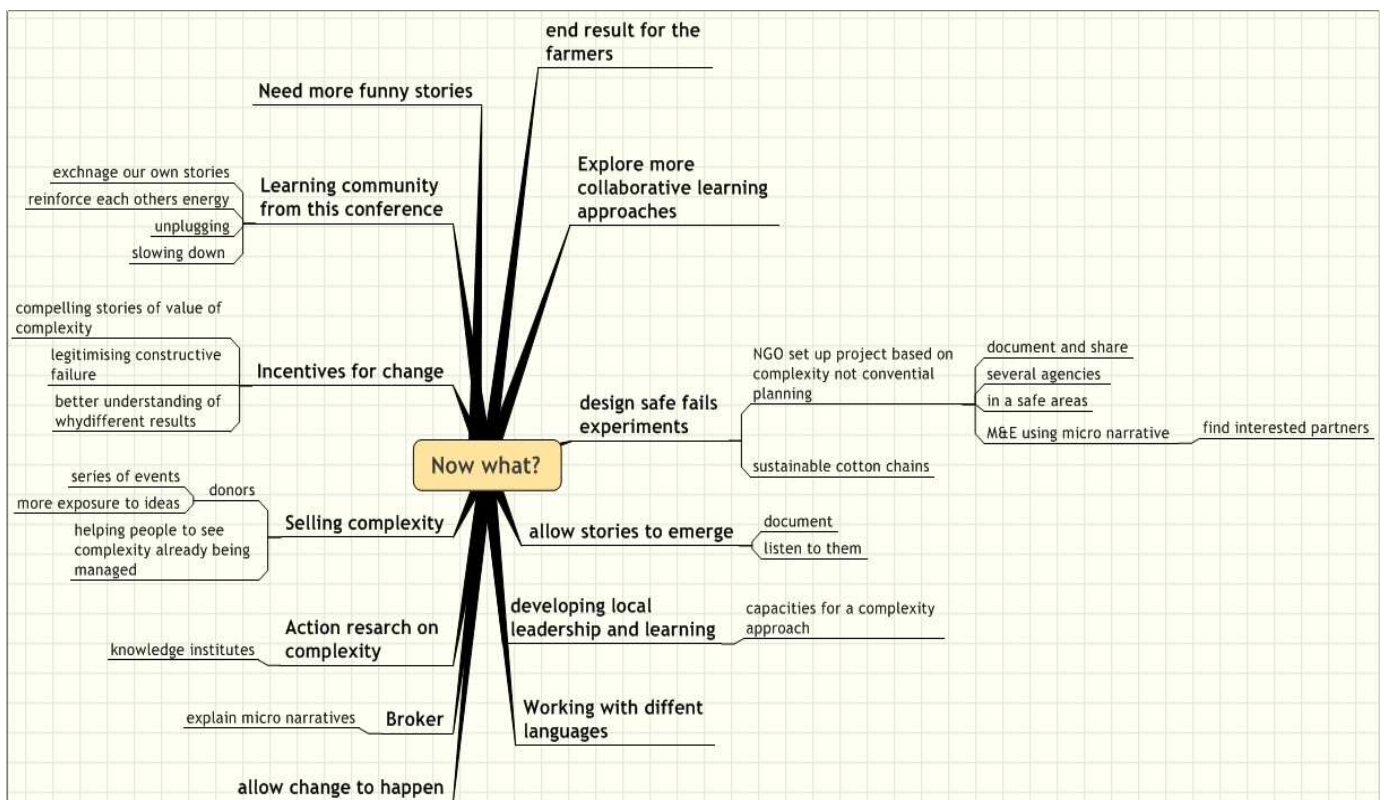 end result for the
farmers
Need more funny stories
Explore more
collaborative learning
approaches
exchnage our own stories
reinforce each others energy
unplugging
slowing down
Learning community
from this conference
compelling stories of value of
complexity
legitimising constructive
failure
better understanding of
whydifferent results
Incentives for change
design safe fails
experiments
NGO set up project based on
complexity not convential
planning
document and share
several agencies
in a safe areas
M&E using micro narrative
find interested partners
sustainable cotton chains
Now what?
series of events
more exposure to ideas
donors
helping people to see
complexity already being
managed
Selling complexity
allow stories to emerge
document
listen to them
developing local
leadership and learning
capacities for a complexity
approach
Action resarch on
complexity
knowledge institutes
explain micro narratives
Broker
Working with diffent
languages
allow change to happen